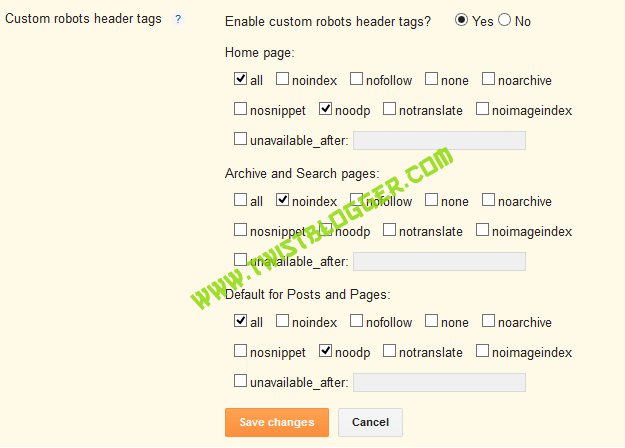 Custom robots header tags ? Enable custom robots header tags? Yes No
Home page:
all noindex nofollow none noarchive
nosnippet noodp notranslate noimageindex
unavailable_after:
Archive and Search pages:
all noindex nofollow none noarchive
nosnippet noodp notranslate noimageindex
unavailable_after:
WWW.TWISTBLOGGER.COM
Default for Posts and Pages:
all noindex nofollow none noarchive
nosnippet noodp notranslate noimageindex
unavailable_after:
Save changes Cancel